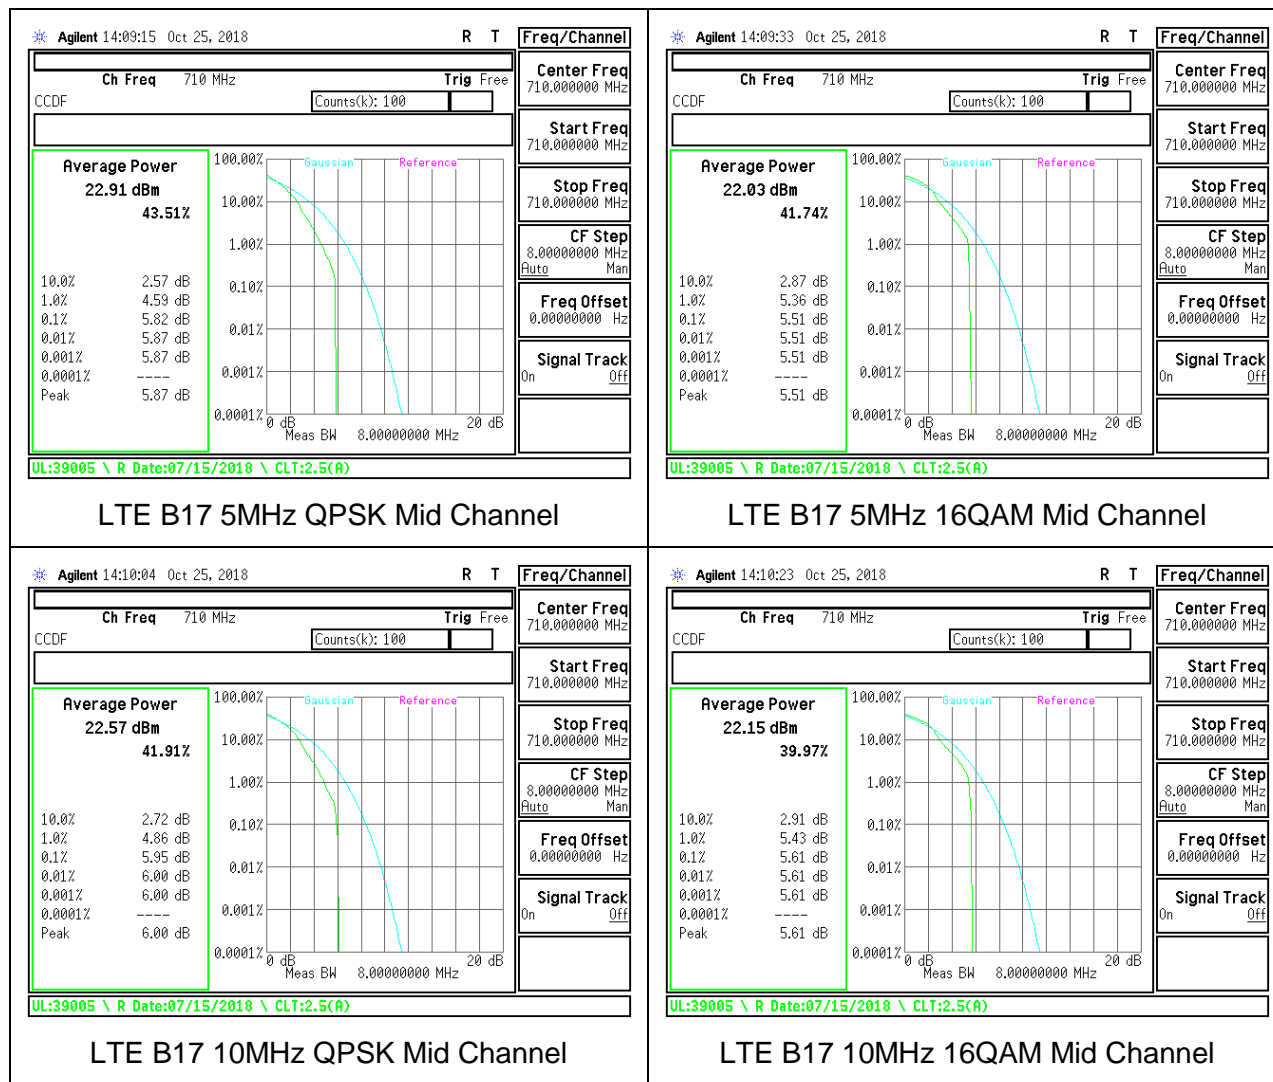 Agilent 14:09:15 Oct 25, 2018 R T Freq/Channel
Ch Freq 710 MHz Trig Free
CCDF Counts(k): 100
Average Power
22.91 dBm
43.51%
10.0% 2.57 dB
1.0% 4.59 dB
0.1% 5.82 dB
0.01% 5.87 dB
0.001% 5.87 dB
0.0001% ----
Peak 5.87 dB
100.00% Gaussian Reference
10.00%
1.00%
0.10%
0.01%
0.001%
0.0001%
0 dB 20 dB
Meas BW 8.00000000 MHz
Center Freq
710.000000 MHz
Start Freq
710.000000 MHz
Stop Freq
710.000000 MHz
CF Step
8.00000000 MHz
Auto Man
Freq Offset
0.00000000 Hz
Signal Track
On Off
UL:39005 \ R Date:07/15/2018 \ CLT:2.5(A)
LTE B17 5MHz QPSK Mid Channel
Agilent 14:09:33 Oct 25, 2018 R T Freq/Channel
Ch Freq 710 MHz Trig Free
CCDF Counts(k): 100
Average Power
22.03 dBm
41.74%
10.0% 2.87 dB
1.0% 5.36 dB
0.1% 5.51 dB
0.01% 5.51 dB
0.001% 5.51 dB
0.0001% ----
Peak 5.51 dB
100.00% Gaussian Reference
10.00%
1.00%
0.10%
0.01%
0.001%
0.0001%
0 dB 20 dB
Meas BW 8.00000000 MHz
Center Freq
710.000000 MHz
Start Freq
710.000000 MHz
Stop Freq
710.000000 MHz
CF Step
8.00000000 MHz
Auto Man
Freq Offset
0.00000000 Hz
Signal Track
On Off
UL:39005 \ R Date:07/15/2018 \ CLT:2.5(A)
LTE B17 5MHz 16QAM Mid Channel
Agilent 14:10:04 Oct 25, 2018 R T Freq/Channel
Ch Freq 710 MHz Trig Free
CCDF Counts(k): 100
Average Power
22.57 dBm
41.91%
10.0% 2.72 dB
1.0% 4.86 dB
0.1% 5.95 dB
0.01% 6.00 dB
0.001% 6.00 dB
0.0001% ----
Peak 6.00 dB
100.00% Gaussian Reference
10.00%
1.00%
0.10%
0.01%
0.001%
0.0001%
0 dB 20 dB
Meas BW 8.00000000 MHz
Center Freq
710.000000 MHz
Start Freq
710.000000 MHz
Stop Freq
710.000000 MHz
CF Step
8.00000000 MHz
Auto Man
Freq Offset
0.00000000 Hz
Signal Track
On Off
UL:39005 \ R Date:07/15/2018 \ CLT:2.5(A)
LTE B17 10MHz QPSK Mid Channel
Agilent 14:10:23 Oct 25, 2018 R T Freq/Channel
Ch Freq 710 MHz Trig Free
CCDF Counts(k): 100
Average Power
22.15 dBm
39.97%
10.0% 2.91 dB
1.0% 5.43 dB
0.1% 5.61 dB
0.01% 5.61 dB
0.001% 5.61 dB
0.0001% ----
Peak 5.61 dB
100.00% Gaussian Reference
10.00%
1.00%
0.10%
0.01%
0.001%
0.0001%
0 dB 20 dB
Meas BW 8.00000000 MHz
Center Freq
710.000000 MHz
Start Freq
710.000000 MHz
Stop Freq
710.000000 MHz
CF Step
8.00000000 MHz
Auto Man
Freq Offset
0.00000000 Hz
Signal Track
On Off
UL:39005 \ R Date:07/15/2018 \ CLT:2.5(A)
LTE B17 10MHz 16QAM Mid Channel